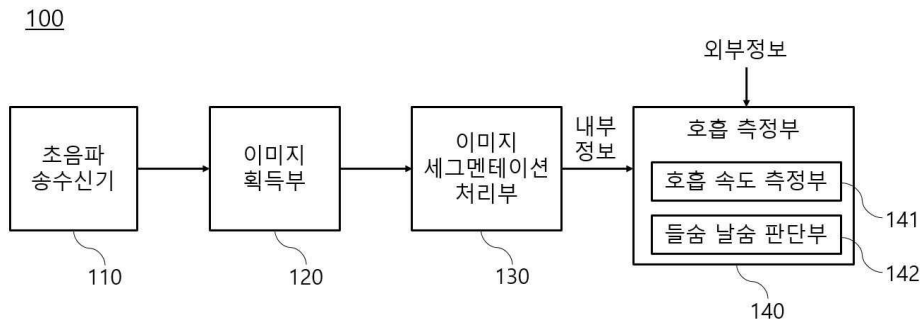 100
외부정보
초음파
송수신기
이미지
획득부
이미지
세그멘테이션
처리부
내부
정보
호흡 측정부
호흡 속도 측정부
들숨 날숨 판단부
110
120
130
140
141
142